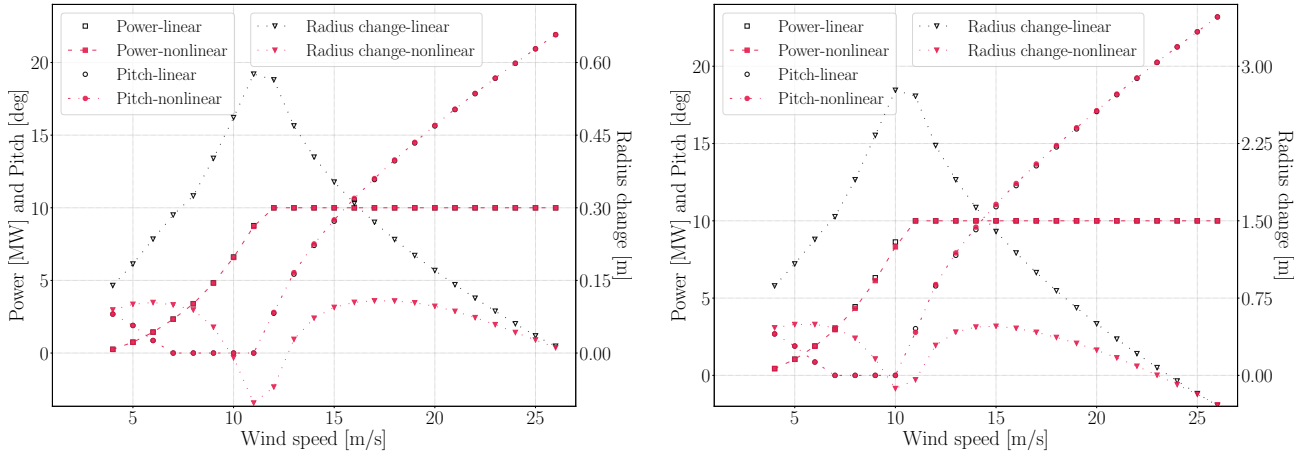 Power-linear
Power-nonlinear
Pitch-linear
Pitch-nonlinear
Radius change-linear
Radius change-nonlinear
Power [MW] and Pitch [deg]
20
15
10
5
0
0.60
0.45
0.30
0.15
0.00
Radius change [m]
5
10
15
20
25
Wind speed [m/s]
Power-linear
Power-nonlinear
Pitch-linear
Pitch-nonlinear
Radius change-linear
Radius change-nonlinear
Power [MW] and Pitch [deg]
20
15
10
5
0
3.00
2.25
1.50
0.75
0.00
Radius change [m]
5
10
15
20
25
Wind speed [m/s]